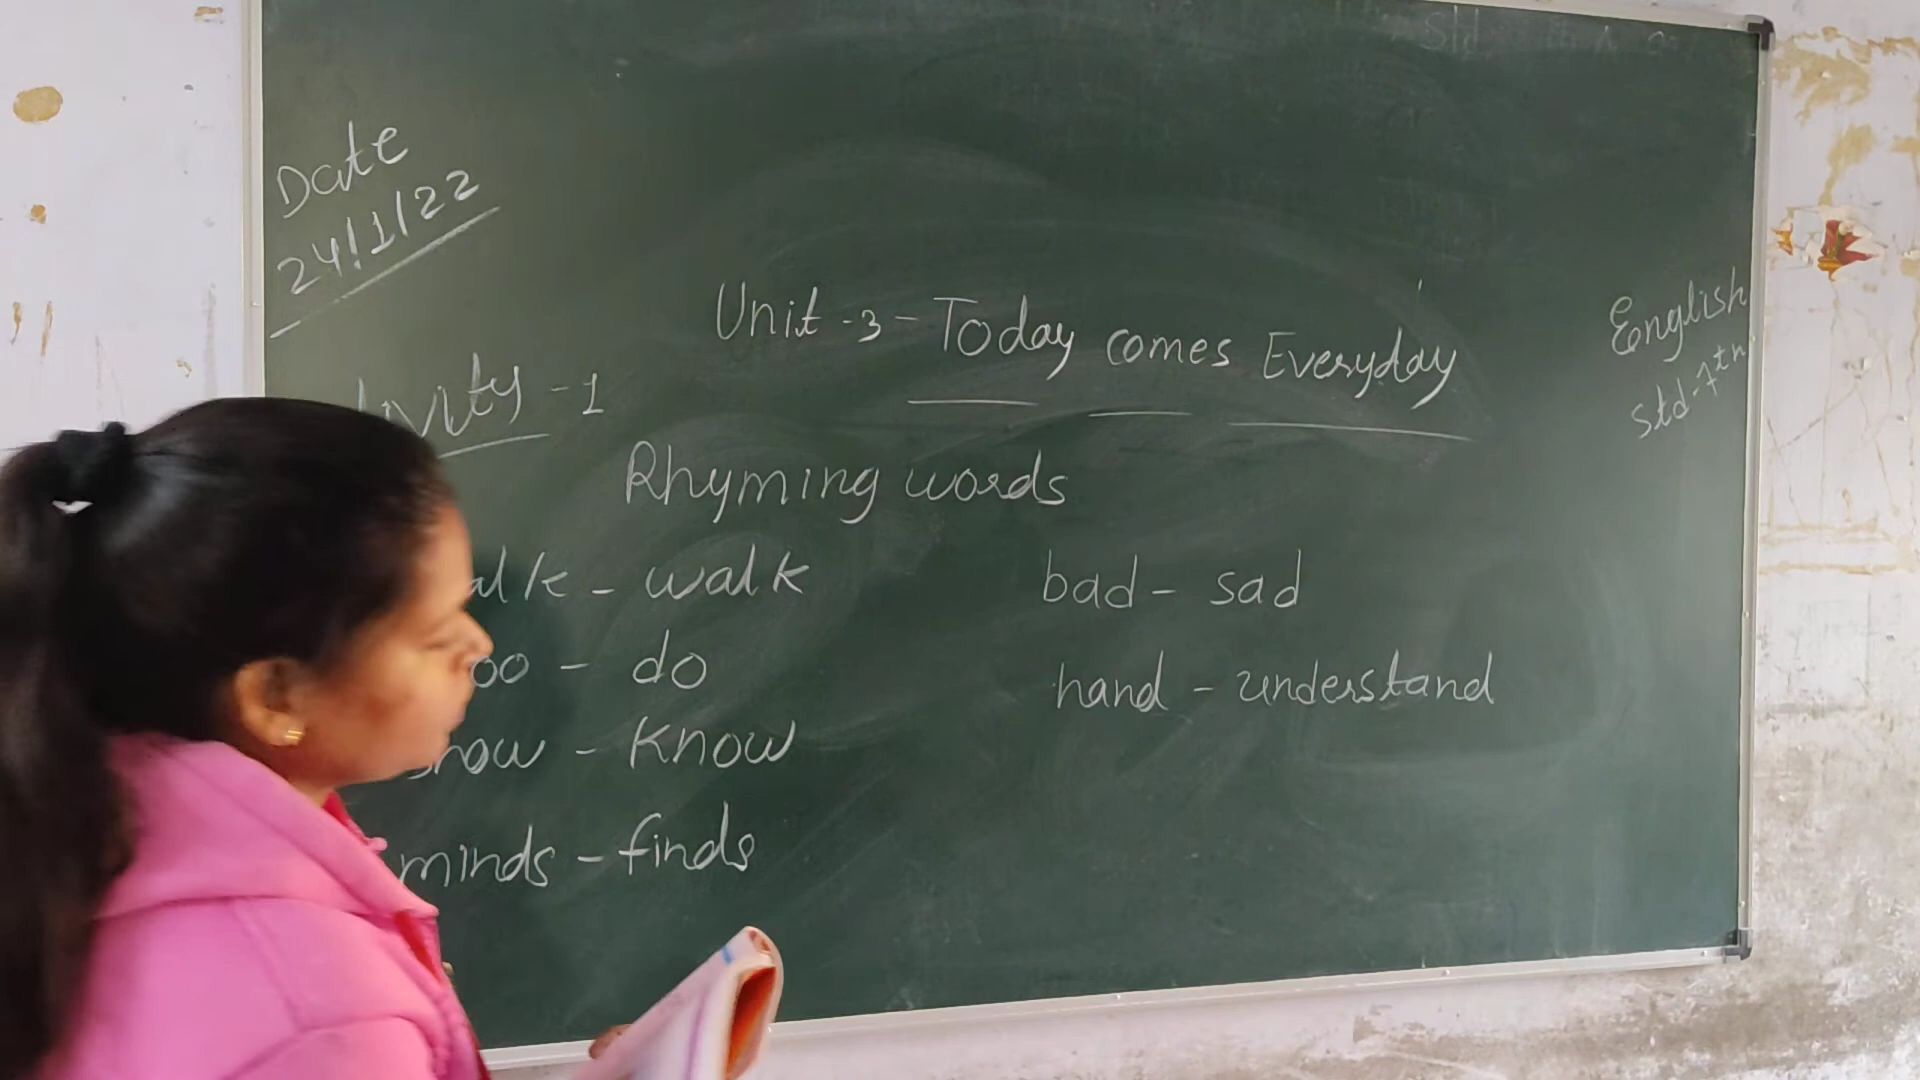 Date
24/1/22
Unit-3-Today comes Everyday
English
Std-7th
-1
Rhyming words
- walk
- do
- know
minds - finds
bad - sad
hand - understand